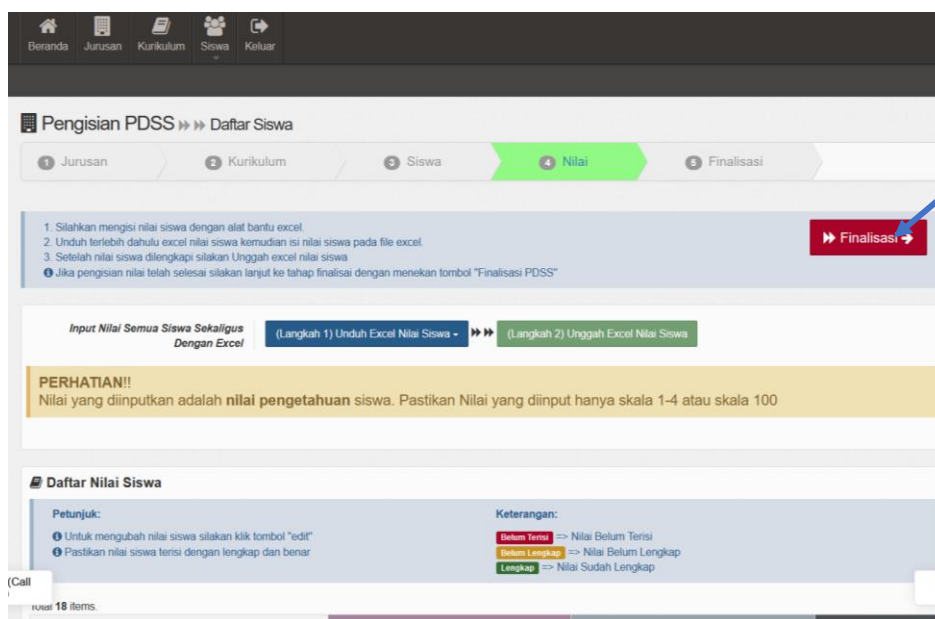 Beranda Jurusan Kurikulum Siswa Keluar
Pengisian PDSS Daftar Siswa
1 Jurusan 2 Kurikulum 3 Siswa 4 Nilai 5 Finalisasi
1. Silahkan mengisi nilai siswa dengan alat bantu excel.
2. Unduh terlebih dahulu excel nilai siswa kemudian isi nilai siswa pada file excel.
3. Setelah nilai siswa dilengkapi silakan Unggah excel nilai siswa
Jika pengisian nilai telah selesai silakan lanjut ke tahap finalisai dengan menekan tombol "Finalisasi PDSS"
Finalisasi
Input Nilai Semua Siswa Sekaligus
Dengan Excel
(Langkah 1) Unduh Excel Nilai Siswa
(Langkah 2) Unggah Excel Nilai Siswa
PERHATIAN!!
Nilai yang diinputkan adalah nilai pengetahuan siswa. Pastikan Nilai yang diinput hanya skala 1-4 atau skala 100
Daftar Nilai Siswa
Petunjuk:
Untuk mengubah nilai siswa silakan klik tombol "edit"
Pastikan nilai siswa terisi dengan lengkap dan benar
Keterangan:
Belum Terisi => Nilai Belum Terisi
Belum Lengkap => Nilai Belum Lengkap
Lengkap => Nilai Sudah Lengkap
(Call
Total 18 items.